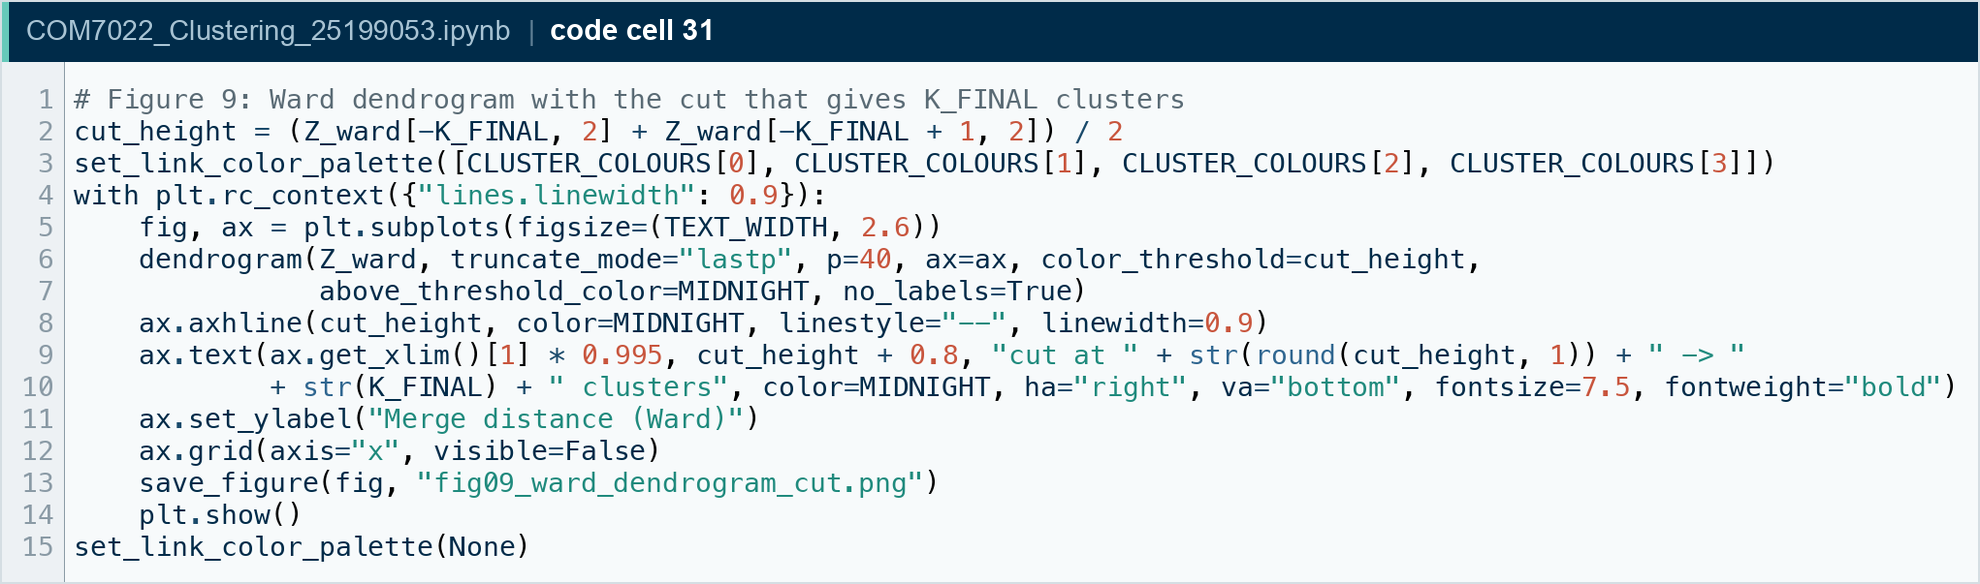 COM7022_Clustering_25199053.ipynb | code cell 31
1 # Figure 9: Ward dendrogram with the cut that gives K_FINAL clusters
2 cut_height = (Z_ward[-K_FINAL, 2] + Z_ward[-K_FINAL + 1, 2]) / 2
3 set_link_color_palette([CLUSTER_COLOURS[0], CLUSTER_COLOURS[1], CLUSTER_COLOURS[2], CLUSTER_COLOURS[3]])
4 with plt.rc_context({"lines.linewidth": 0.9}):
5     fig, ax = plt.subplots(figsize=(TEXT_WIDTH, 2.6))
6     dendrogram(Z_ward, truncate_mode="lastp", p=40, ax=ax, color_threshold=cut_height,
7                above_threshold_color=MIDNIGHT, no_labels=True)
8     ax.axhline(cut_height, color=MIDNIGHT, linestyle="--", linewidth=0.9)
9     ax.text(ax.get_xlim()[1] * 0.995, cut_height + 0.8, "cut at " + str(round(cut_height, 1)) + " -> "
10             + str(K_FINAL) + " clusters", color=MIDNIGHT, ha="right", va="bottom", fontsize=7.5, fontweight="bold")
11     ax.set_ylabel("Merge distance (Ward)")
12     ax.grid(axis="x", visible=False)
13     save_figure(fig, "fig09_ward_dendrogram_cut.png")
14     plt.show()
15 set_link_color_palette(None)